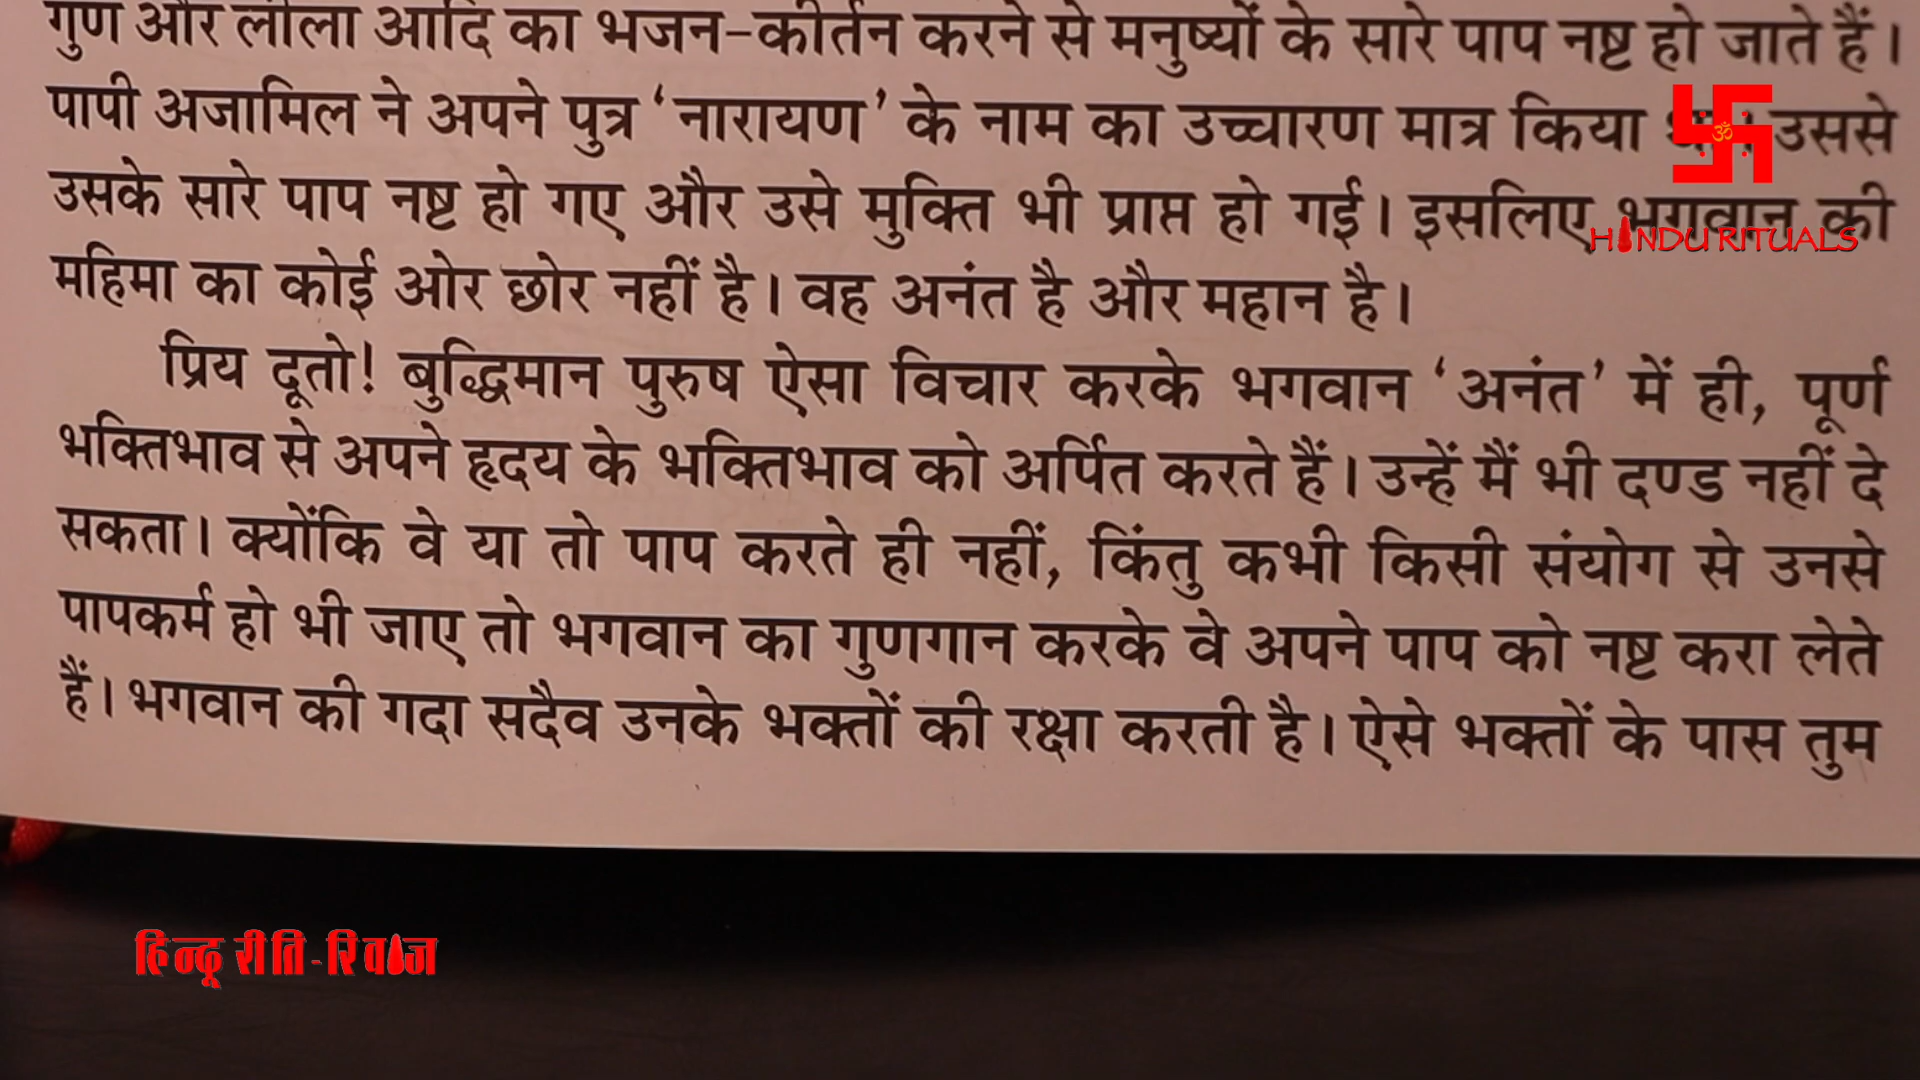 गुण और लीला आदि का भजन-कीर्तन करने से मनुष्यों के सारे पाप नष्ट हो जाते हैं।
पापी अजामिल ने अपने पुत्र ‘नारायण’ के नाम का उच्चारण मात्र किया उससे
उसके सारे पाप नष्ट हो गए और उसे मुक्ति भी प्राप्त हो गई। इसलिए भगवान की
HINDU RITUALS
महिमा का कोई ओर छोर नहीं है। वह अनंत है और महान है।
प्रिय दूतो! बुद्धिमान पुरुष ऐसा विचार करके भगवान ‘अनंत’ में ही, पूर्ण
भक्तिभाव से अपने हृदय के भक्तिभाव को अर्पित करते हैं। उन्हें मैं भी दण्ड नहीं दे
सकता। क्योंकि वे या तो पाप करते ही नहीं, किंतु कभी किसी संयोग से उनसे
पापकर्म हो भी जाए तो भगवान का गुणगान करके वे अपने पाप को नष्ट करा लेते
हैं। भगवान की गदा सदैव उनके भक्तों की रक्षा करती है। ऐसे भक्तों के पास तुम
हिन्दू रीति-रिवाज